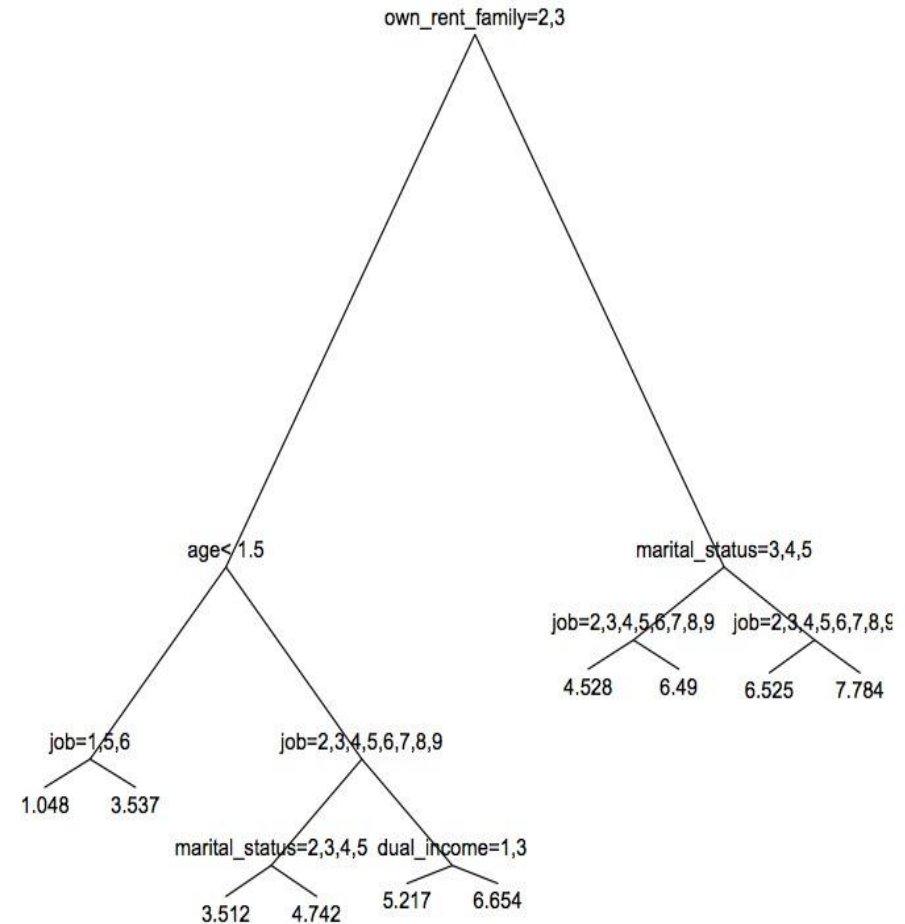 own_rent_family=2,3
age< 1.5
marital_status=3,4,5
job=2,3,4,5,6,7,8,9
job=2,3,4,5,6,7,8,9
4.528
6.49
6.525
7.784
job=1,5,6
job=2,3,4,5,6,7,8,9
1.048
3.537
marital_status=2,3,4,5
dual_income=1,3
3.512
4.742
5.217
6.654